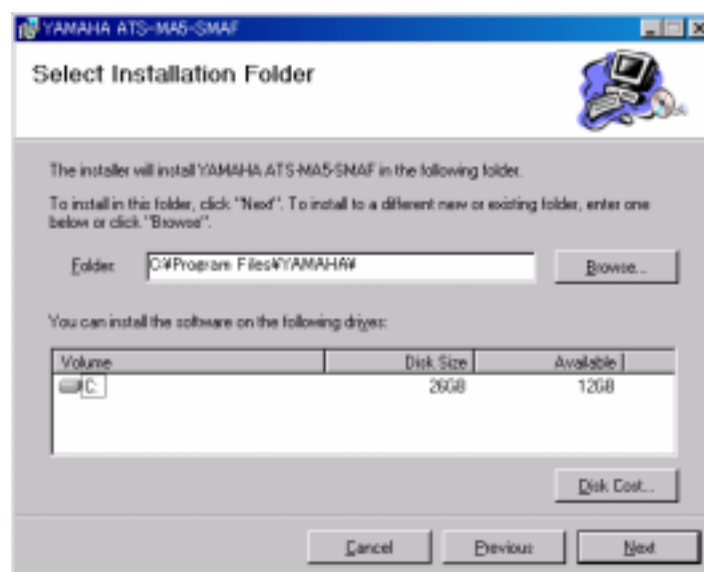 YAMAHA ATS-MA5-SMAF
Select Installation Folder
The installer will install YAMAHA ATS-MA5-SMAF in the following folder.
To install in this folder, click "Next". To install to a different new or existing folder, enter one
below or click "Browse".
Folder: C:¥Program Files¥YAMAHA¥ Browse...
You can install the software on the following drives:
Volume Disk Size Available
C: 26GB 12GB
Disk Cost...
Cancel Previous Next